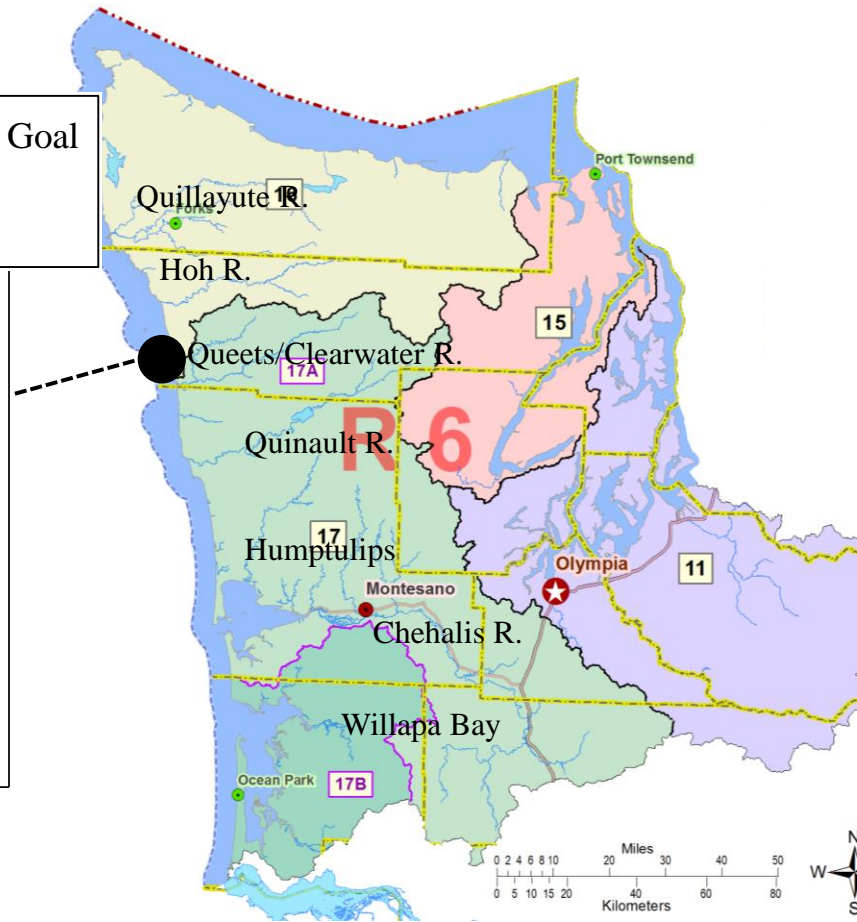 Goal
Port Townsend
Quillayute R.
16
Forks
Hoh R.
15
Queets/Clearwater R.
17A
R 6
Quinault R.
17
Humptulips
Olympia
11
Montesano
Chehalis R.
Willapa Bay
Ocean Park
17B
Miles
0 2 4 6 8 10 20 30 40 50
0 5 10 15 20 40 60 80
Kilometers
N
W
S